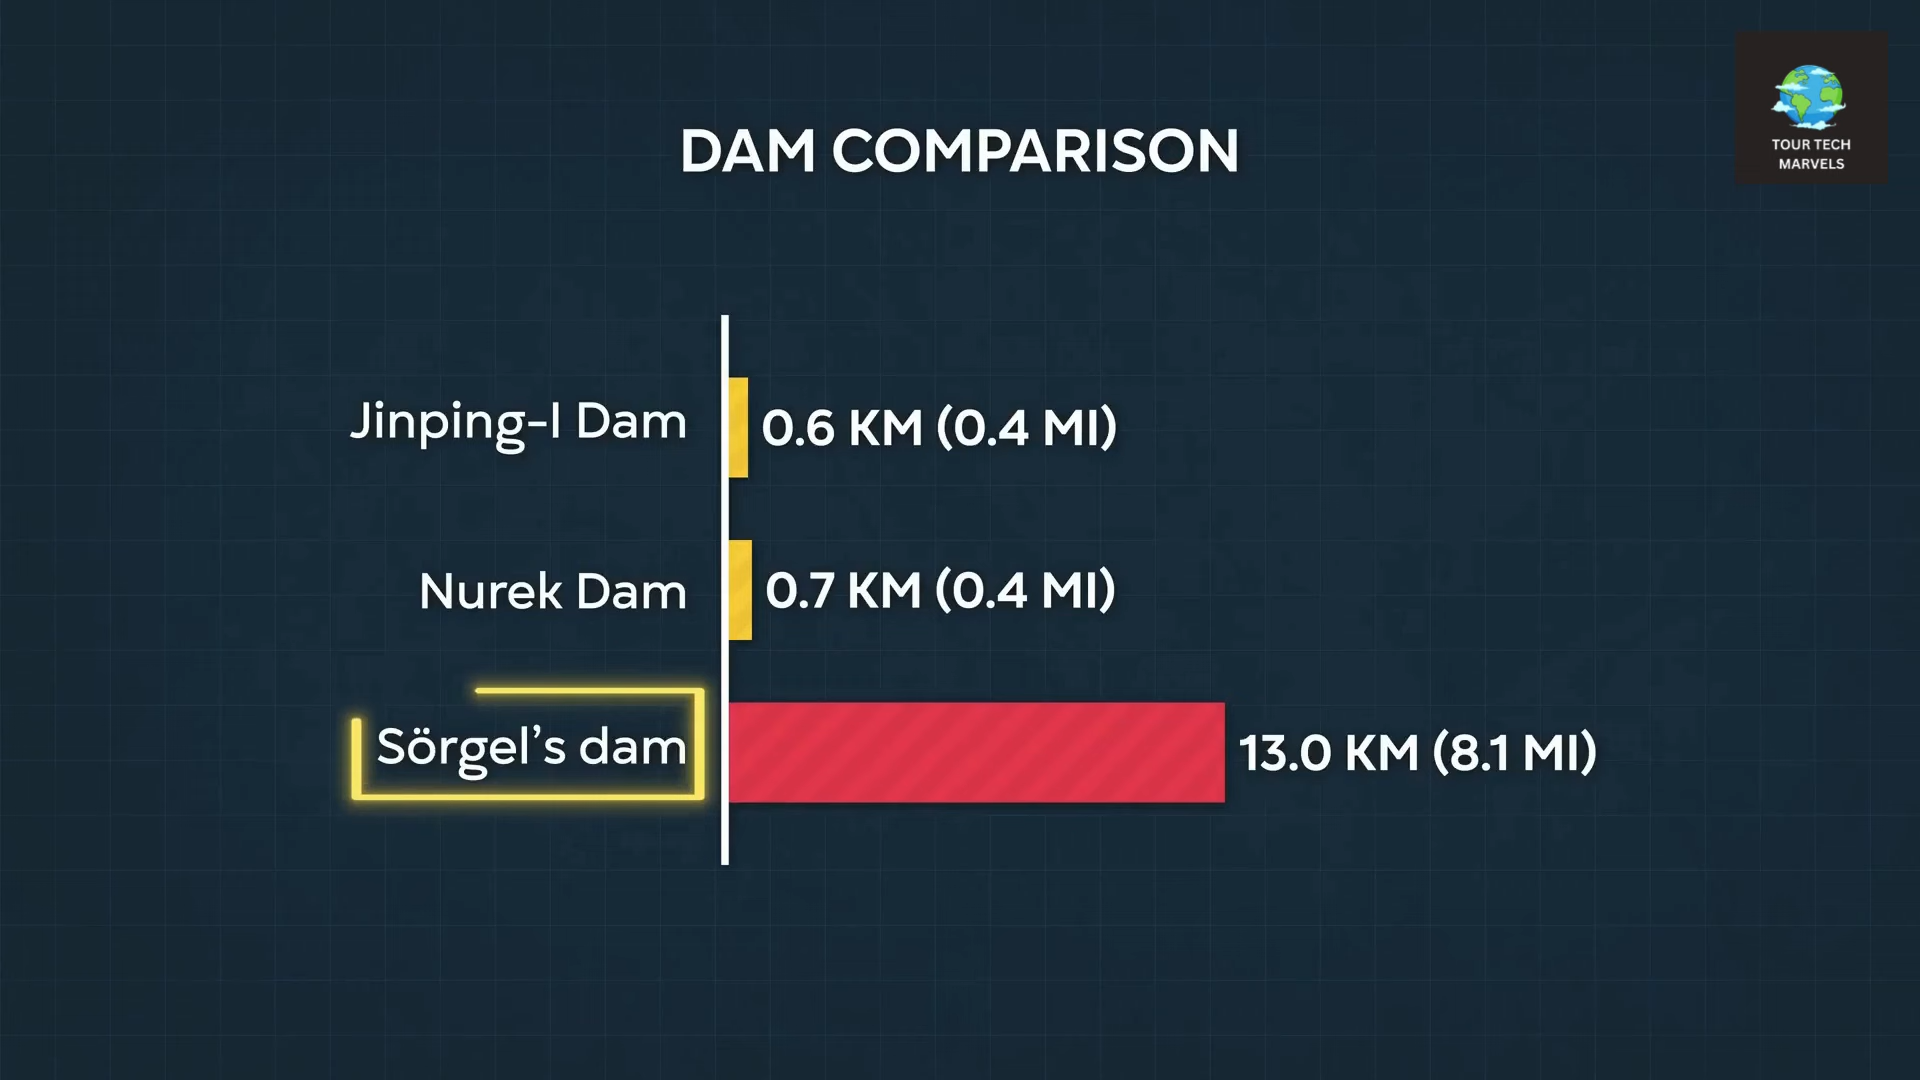 TOUR TECH
MARVELS
DAM COMPARISON
Jinping-I Dam 0.6 KM (0.4 MI)
Nurek Dam 0.7 KM (0.4 MI)
Sörgel’s dam 13.0 KM (8.1 MI)